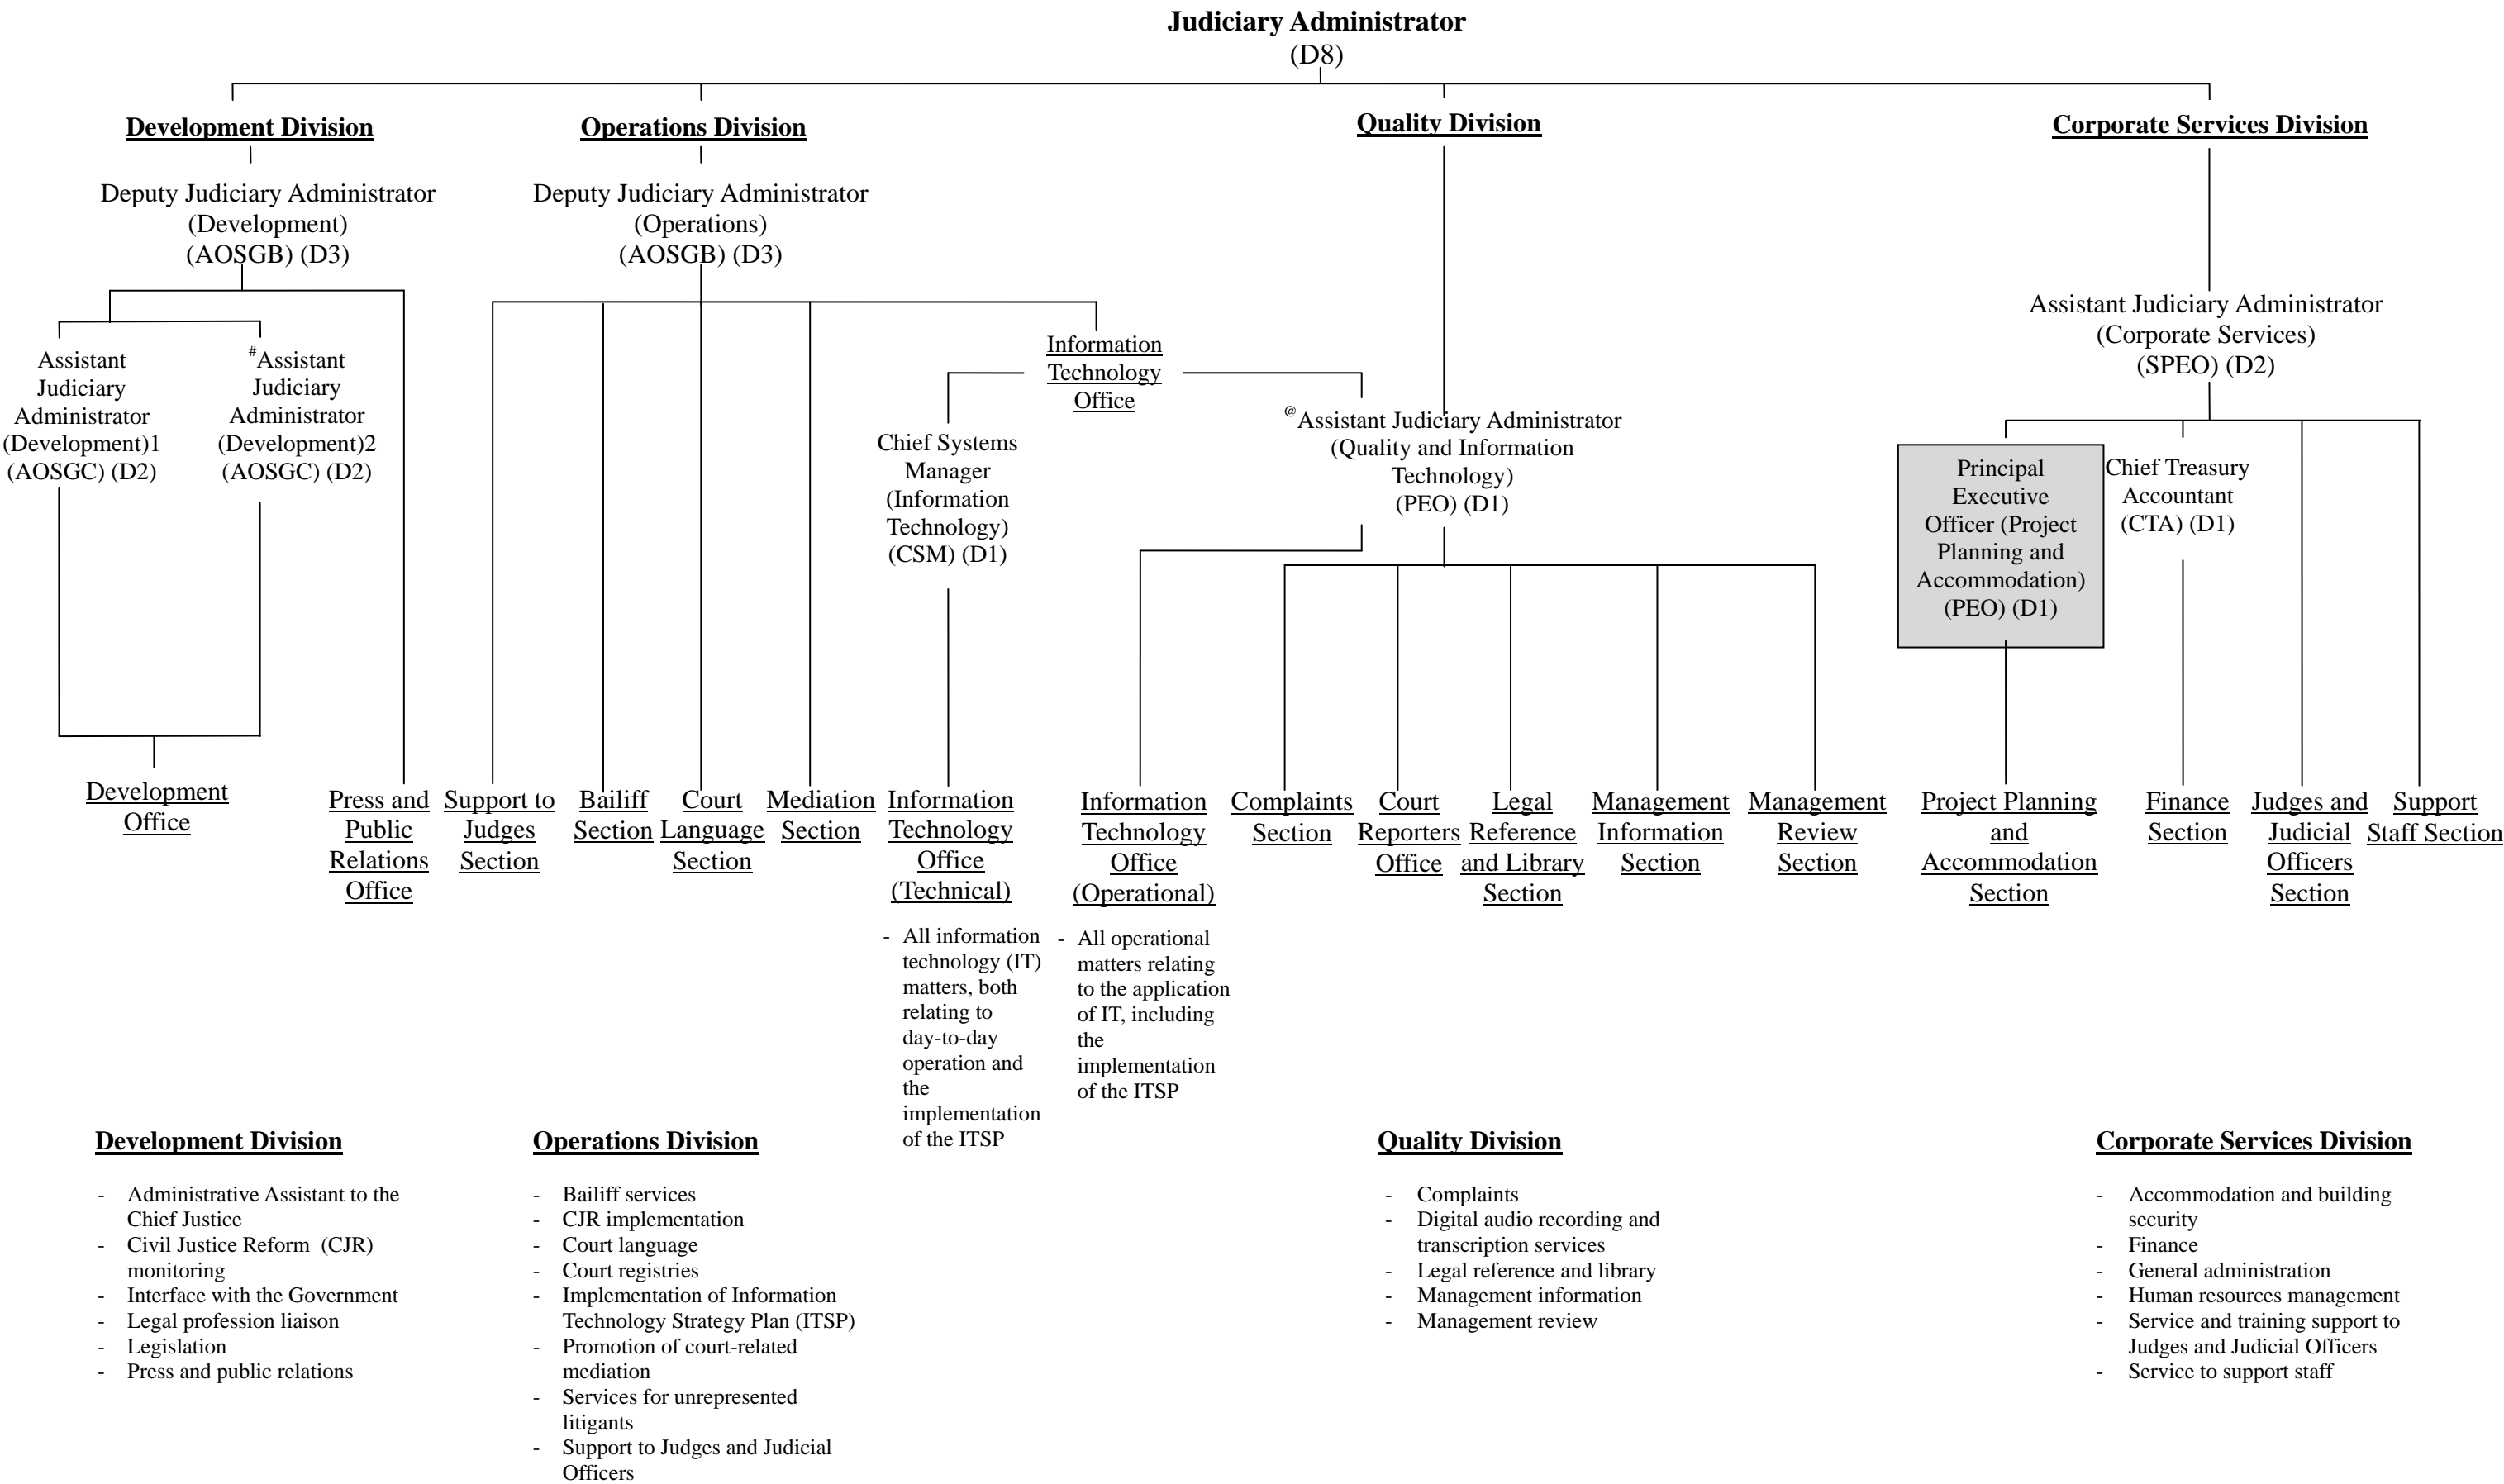 Judiciary Administrator
(D8)
Development Division
Operations Division
Quality Division
Corporate Services Division
Deputy Judiciary Administrator
(Development)
(AOSGB) (D3)
Deputy Judiciary Administrator
(Operations)
(AOSGB) (D3)
Assistant Judiciary Administrator
(Corporate Services)
(SPEO) (D2)
Assistant
Judiciary
Administrator
(Development)1
(AOSGC) (D2)
#Assistant
Judiciary
Administrator
(Development)2
(AOSGC) (D2)
Information
Technology
Office
Chief Systems
Manager
(Information
Technology)
(CSM) (D1)
@Assistant Judiciary Administrator
(Quality and Information
Technology)
(PEO) (D1)
Principal
Executive
Officer (Project
Planning and
Accommodation)
(PEO) (D1)
Chief Treasury
Accountant
(CTA) (D1)
Development
Office
Press and
Public
Relations
Office
Support to
Judges
Section
Bailiff
Section
Court
Language
Section
Mediation
Section
Information
Technology
Office
(Technical)
- All information
technology (IT)
matters, both
relating to
day-to-day
operation and
the
implementation
of the ITSP
Information
Technology
Office
(Operational)
- All operational
matters relating
to the application
of IT, including
the
implementation
of the ITSP
Complaints
Section
Court
Reporters
Office
Legal
Reference
and Library
Section
Management
Information
Section
Management
Review
Section
Project Planning
and
Accommodation
Section
Finance
Section
Judges and
Judicial
Officers
Section
Support
Staff Section
Development Division
- Administrative Assistant to the
Chief Justice
- Civil Justice Reform (CJR)
monitoring
- Interface with the Government
- Legal profession liaison
- Legislation
- Press and public relations
Operations Division
- Bailiff services
- CJR implementation
- Court language
- Court registries
- Implementation of Information
Technology Strategy Plan (ITSP)
- Promotion of court-related
mediation
- Services for unrepresented
litigants
- Support to Judges and Judicial
Officers
Quality Division
- Complaints
- Digital audio recording and
transcription services
- Legal reference and library
- Management information
- Management review
Corporate Services Division
- Accommodation and building
security
- Finance
- General administration
- Human resources management
- Service and training support to
Judges and Judicial Officers
- Service to support staff